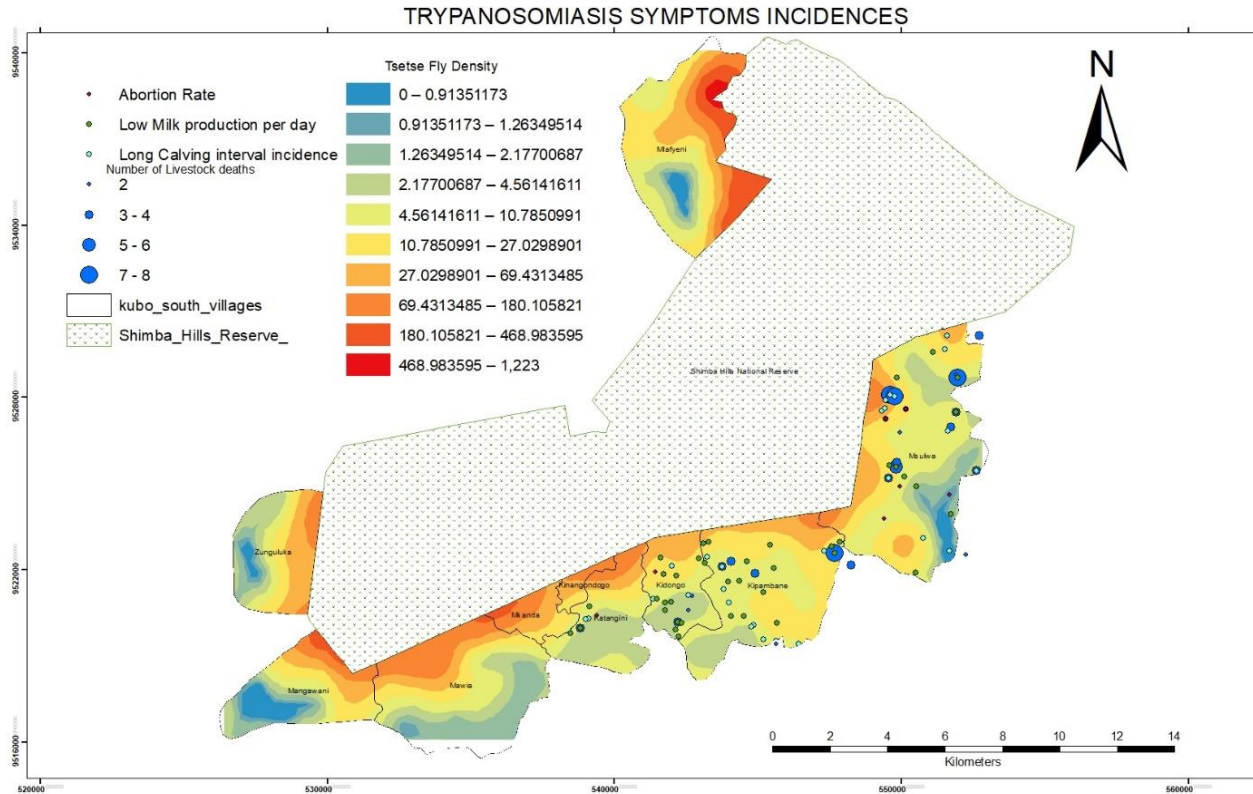 TRYPANOSOMIASIS SYMPTOMS INCIDENCES
Abortion Rate
Low Milk production per day
Long Calving interval incidence
Number of Livestock deaths
2
3 - 4
5 - 6
7 - 8
kubo_south_villages
Shimba_Hills_Reserve_
Tsetse Fly Density
0 – 0.91351173
0.91351173 – 1.26349514
1.26349514 – 2.17700687
2.17700687 – 4.56141611
4.56141611 – 10.7850991
10.7850991 – 27.0298901
27.0298901 – 69.4313485
69.4313485 – 180.105821
180.105821 – 468.983595
468.983595 – 1,223
N
Mlafyeni
Shimba Hills National Reserve
Msulwa
Zunguluka
Kinangondogo
Kidongo
Kipambane
Mkanda
Katangini
Mangawani
Mawia
0 2 4 6 8 10 12 14
Kilometers
9540000
9534000
9528000
9522000
9516000
520000
530000
540000
550000
560000